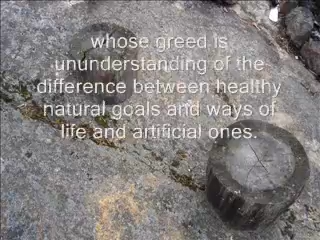 whose greed is
ununderstanding of the
difference between healthy
natural goals and ways of
life and artificial ones.